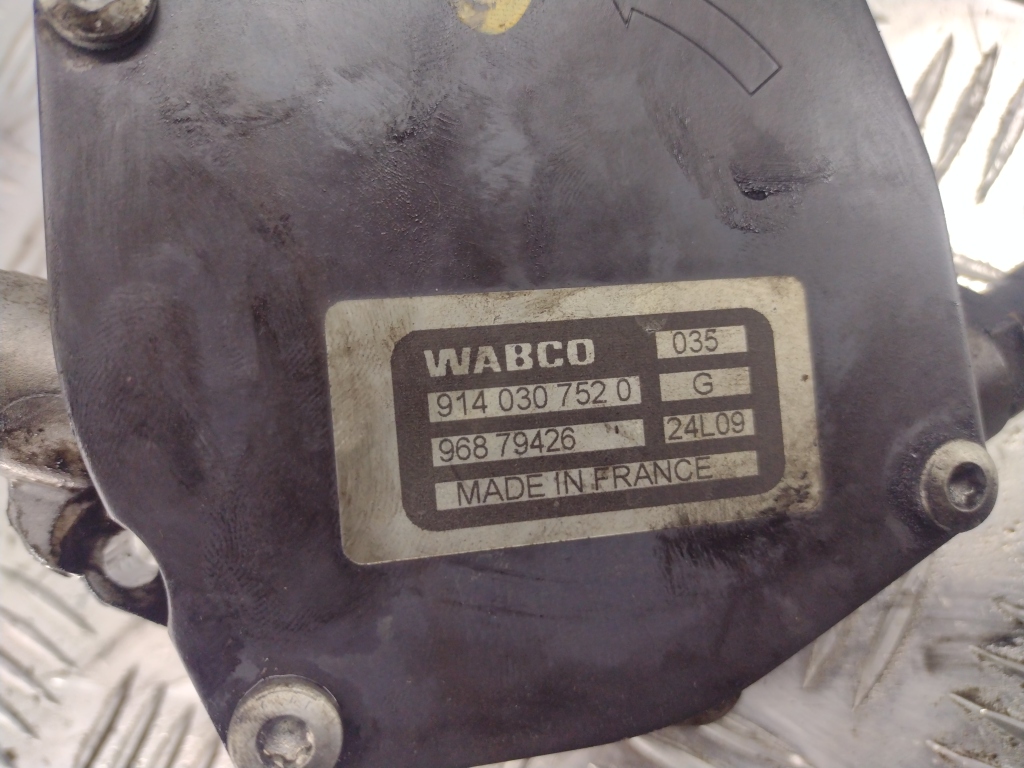 WABCO 035
914 030 752 0 G
968 79426 24L09
MADE IN FRANCE